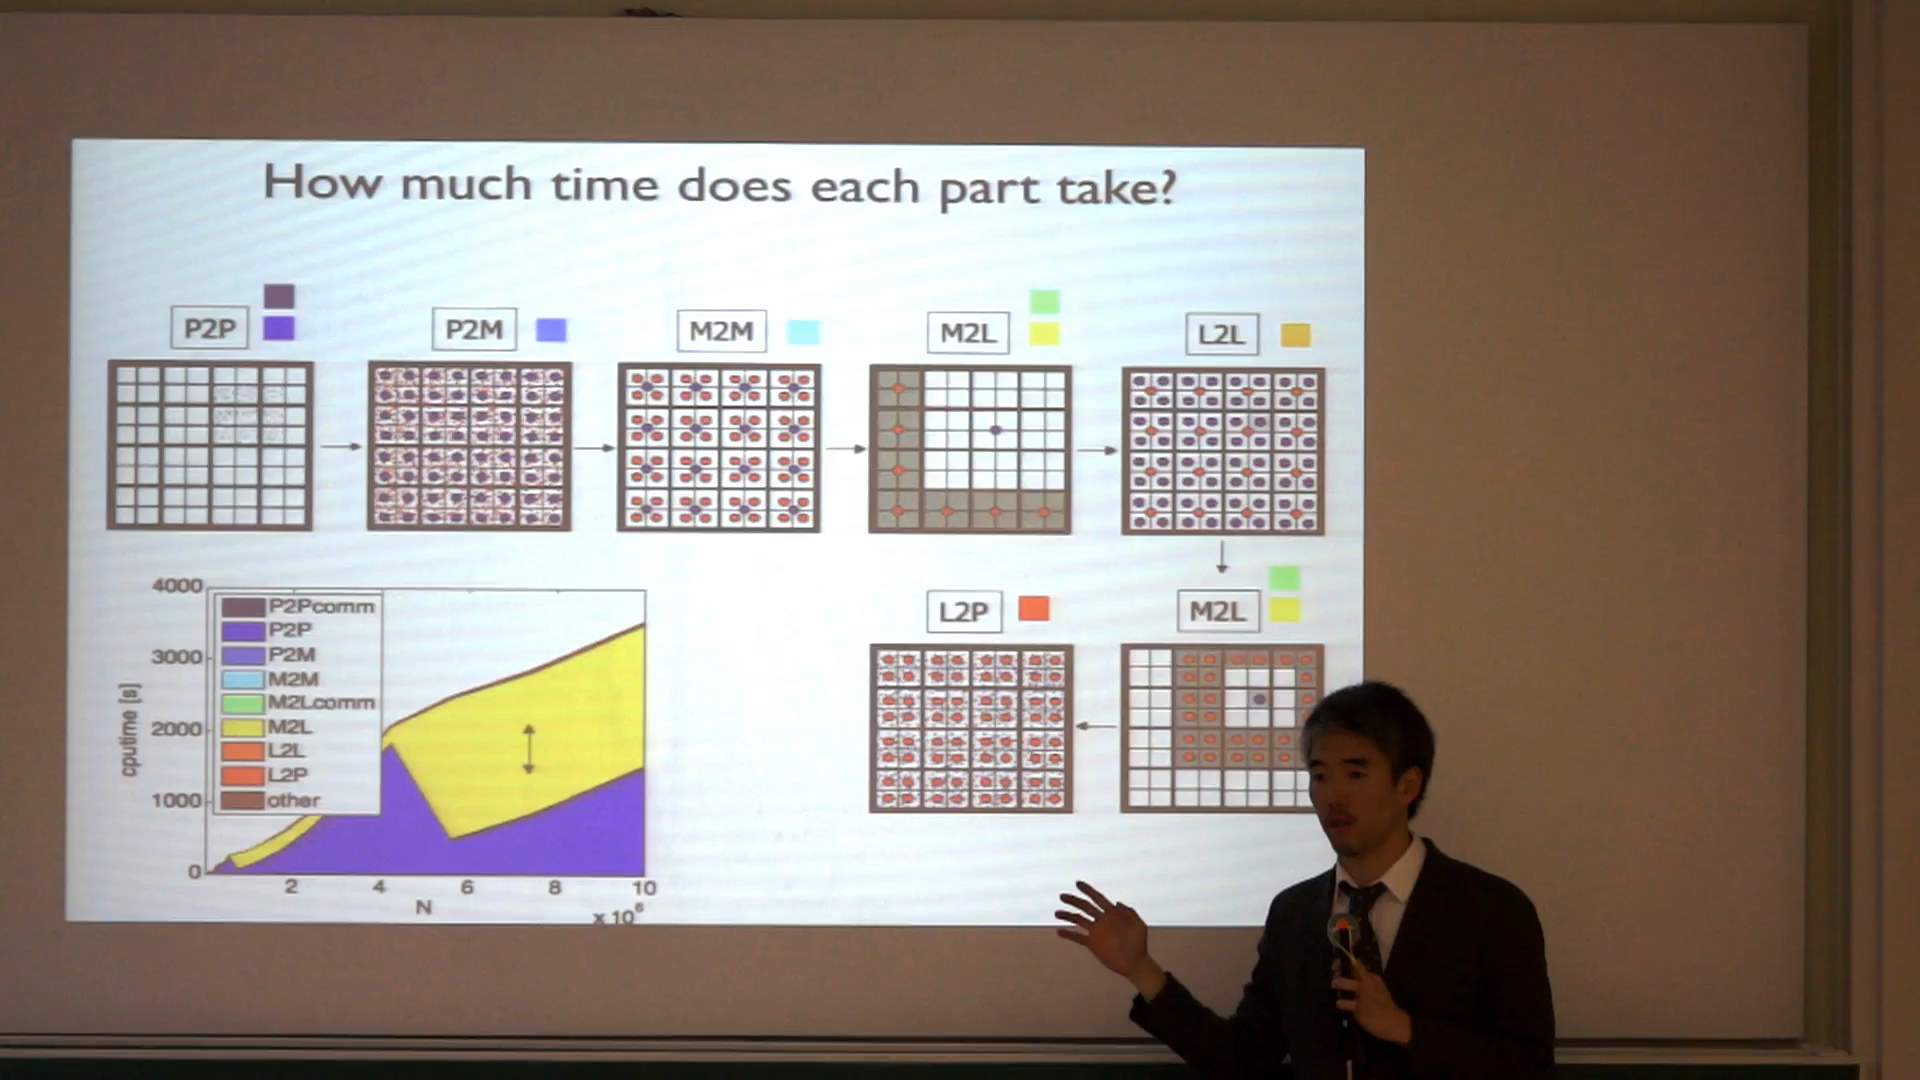 How much time does each part take?
P2P
P2M
M2M
M2L
L2L
L2P
M2L
4000
3000
2000
1000
0
cputime [s]
P2Pcomm
P2P
P2M
M2M
M2Lcomm
M2L
L2L
L2P
other
2 4 6 8 10
N
x 10⁶